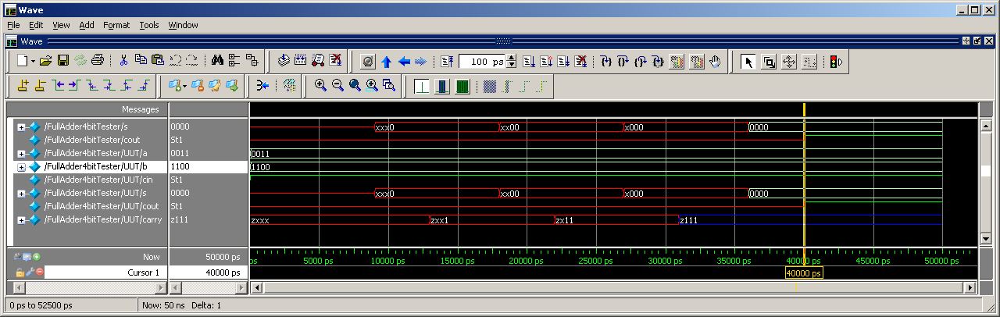 Wave
File Edit View Add Format Tools Window
Wave
100 ps
Messages
/FullAdder4bitTester/s 0000 xxx0 xx00 x000 0000
/FullAdder4bitTester/cout St1
/FullAdder4bitTester/UUT/a 0011 0011
/FullAdder4bitTester/UUT/b 1100 1100
/FullAdder4bitTester/UUT/cin St1
/FullAdder4bitTester/UUT/s 0000 xxx0 xx00 x000 0000
/FullAdder4bitTester/UUT/cout St1
/FullAdder4bitTester/UUT/carry z111 zxxx zxx1 zx11 z111
Now 50000 ps ps 5000 ps 10000 ps 15000 ps 20000 ps 25000 ps 30000 ps 35000 ps 40000 ps 45000 ps 50000 ps
Cursor 1 40000 ps 40000 ps
0 ps to 52500 ps Now: 50 ns Delta: 1